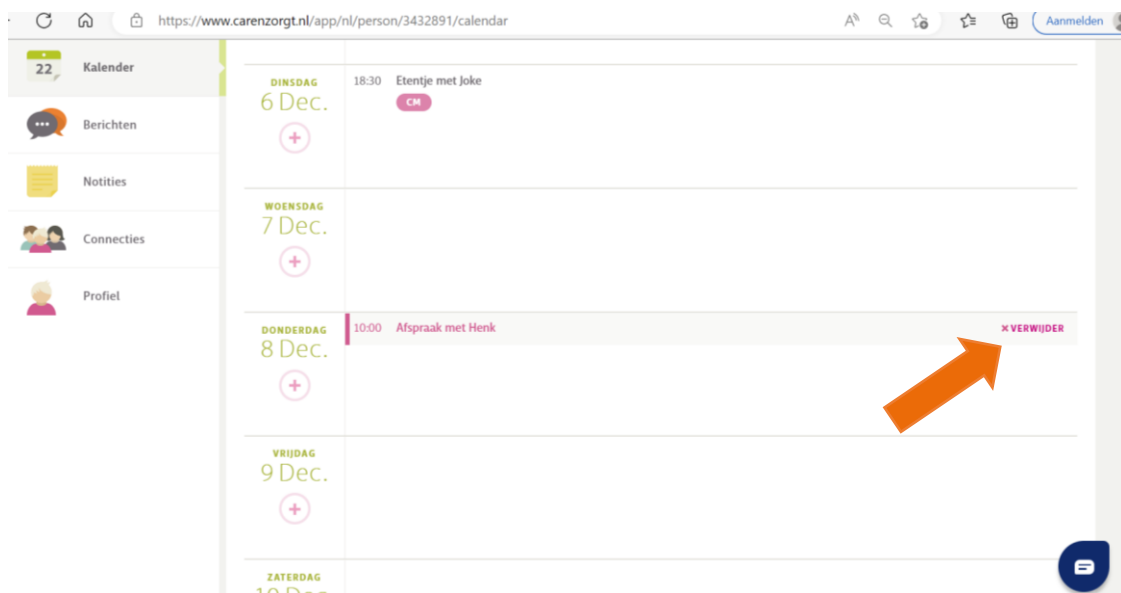 https://www.carenzorgt.nl/app/nl/person/3432891/calendar
Aanmelden
22
Kalender
Berichten
Notities
Connecties
Profiel
DINSDAG
6 Dec.
18:30 Etentje met Joke
CM
WOENSDAG
7 Dec.
DONDERDAG
8 Dec.
10:00 Afspraak met Henk
× VERWIJDER
VRIJDAG
9 Dec.
ZATERDAG
10 Dec